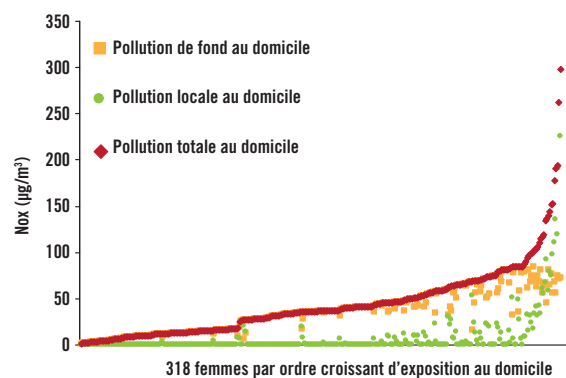 350
300
250
200
150
100
50
0
Nox (µg/m³)
Pollution de fond au domicile
Pollution locale au domicile
Pollution totale au domicile
318 femmes par ordre croissant d'exposition au domicile